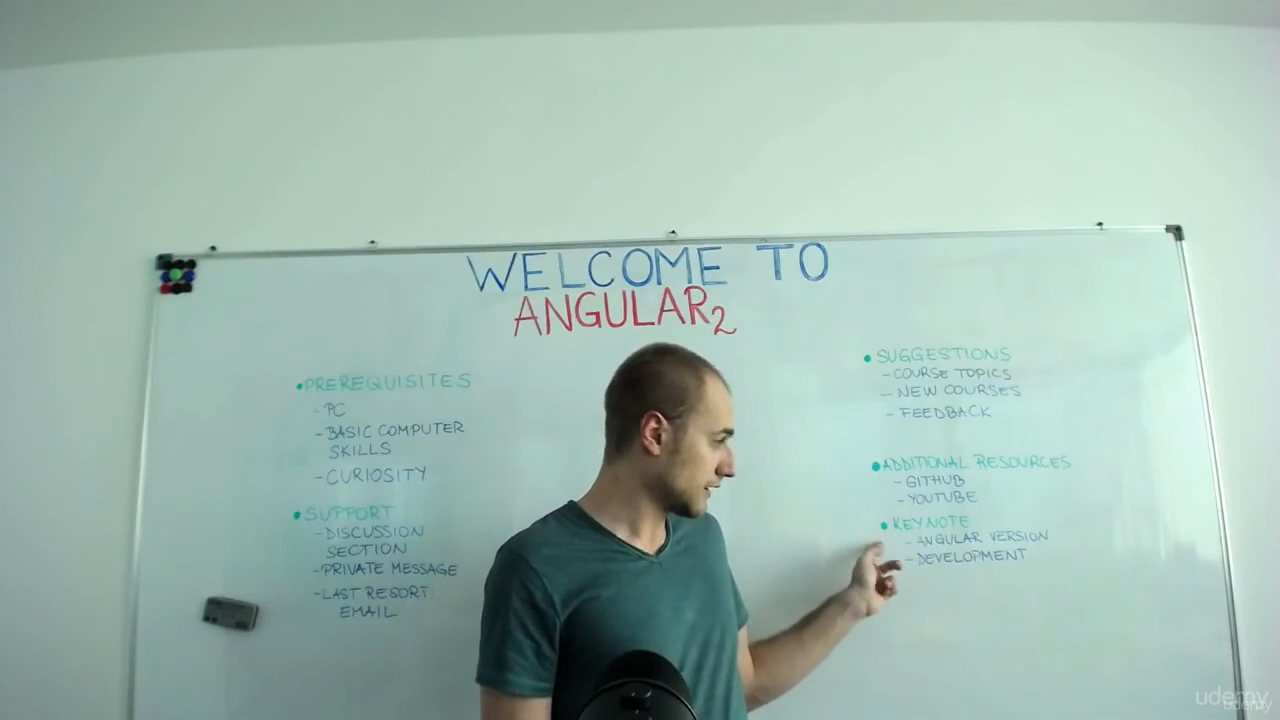 WELCOME TO
ANGULAR2
•PREREQUISITES
-PC
-BASIC COMPUTER
SKILLS
-CURIOSITY
•SUPPORT
-DISCUSSION
SECTION
-PRIVATE MESSAGE
-LAST RESORT
EMAIL
•SUGGESTIONS
-COURSE TOPICS
-NEW COURSES
-FEEDBACK
•ADDITIONAL RESOURCES
-GITHUB
-YOUTUBE
•KEYNOTE
-ANGULAR VERSION
-DEVELOPMENT
udemy
udemy